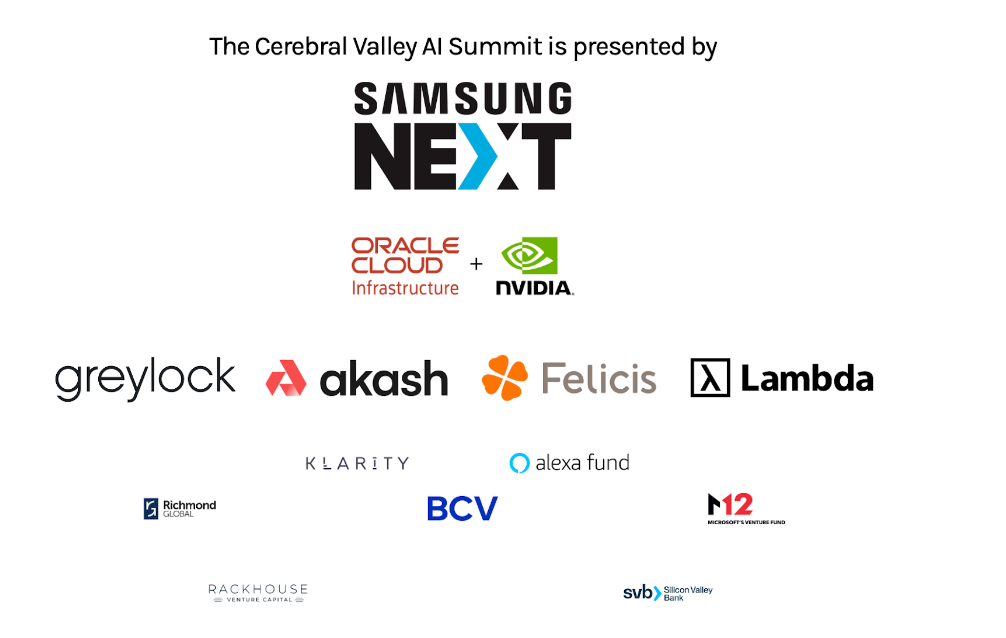 The Cerebral Valley AI Summit is presented by
SAMSUNG
NEXT
ORACLE
CLOUD
Infrastructure
+
NVIDIA.
greylock
akash
Felicis
λ Lambda
KLARITY
alexa fund
Richmond
GLOBAL
BCV
M12
MICROSOFT'S VENTURE FUND
RACKHOUSE
VENTURE CAPITAL
svb
Silicon Valley
Bank